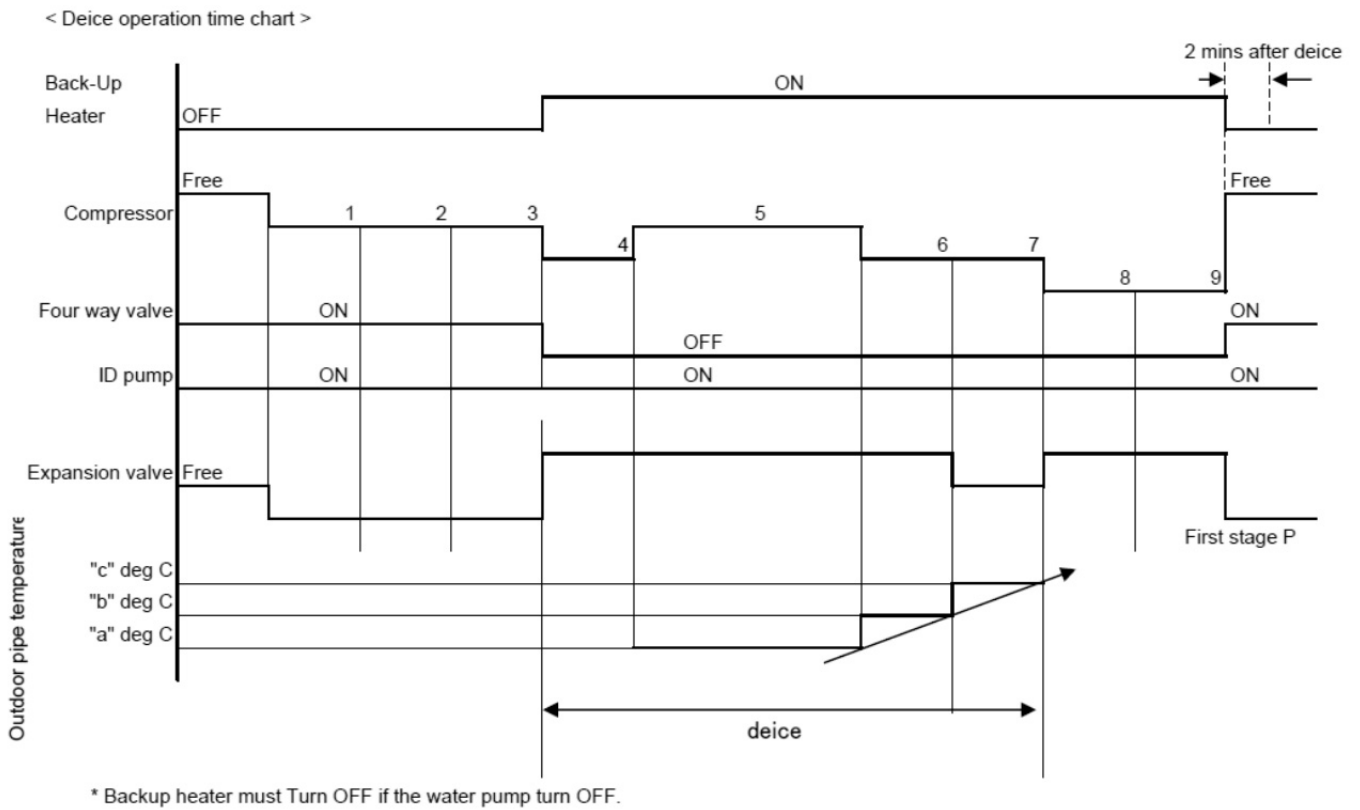 < Deice operation time chart >
2 mins after deice
Back-Up
Heater
OFF
ON
Free
Free
Compressor
1
2
3
4
5
6
7
8
9
Four way valve
ON
OFF
ON
ID pump
ON
ON
ON
Expansion valve
Free
First stage P
Outdoor pipe temperature
"c" deg C
"b" deg C
"a" deg C
deice
* Backup heater must Turn OFF if the water pump turn OFF.